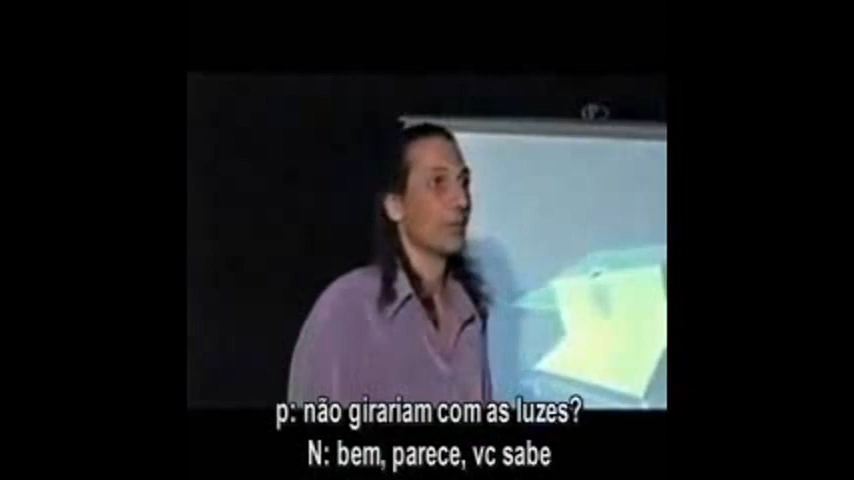 p: não girariam com as luzes?
N: bem, parece, vc sabe